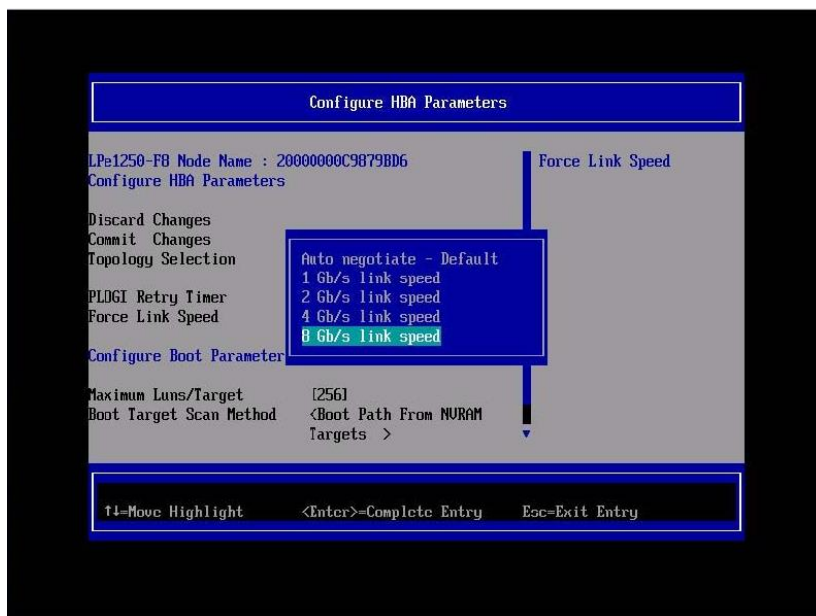 Configure HBA Parameters
LPe1250-F8 Node Name : 20000000C9879BD6
Force Link Speed
Configure HBA Parameters
Discard Changes
Commit Changes
Topology Selection
Auto negotiate - Default
1 Gb/s link speed
PLOGI Retry Timer
2 Gb/s link speed
Force Link Speed
4 Gb/s link speed
8 Gb/s link speed
Configure Boot Parameter
Maximum Luns/Target [256]
Boot Target Scan Method <Boot Path From NVRAM
Targets >
↑↓=Move Highlight <Enter>=Complete Entry Esc=Exit Entry